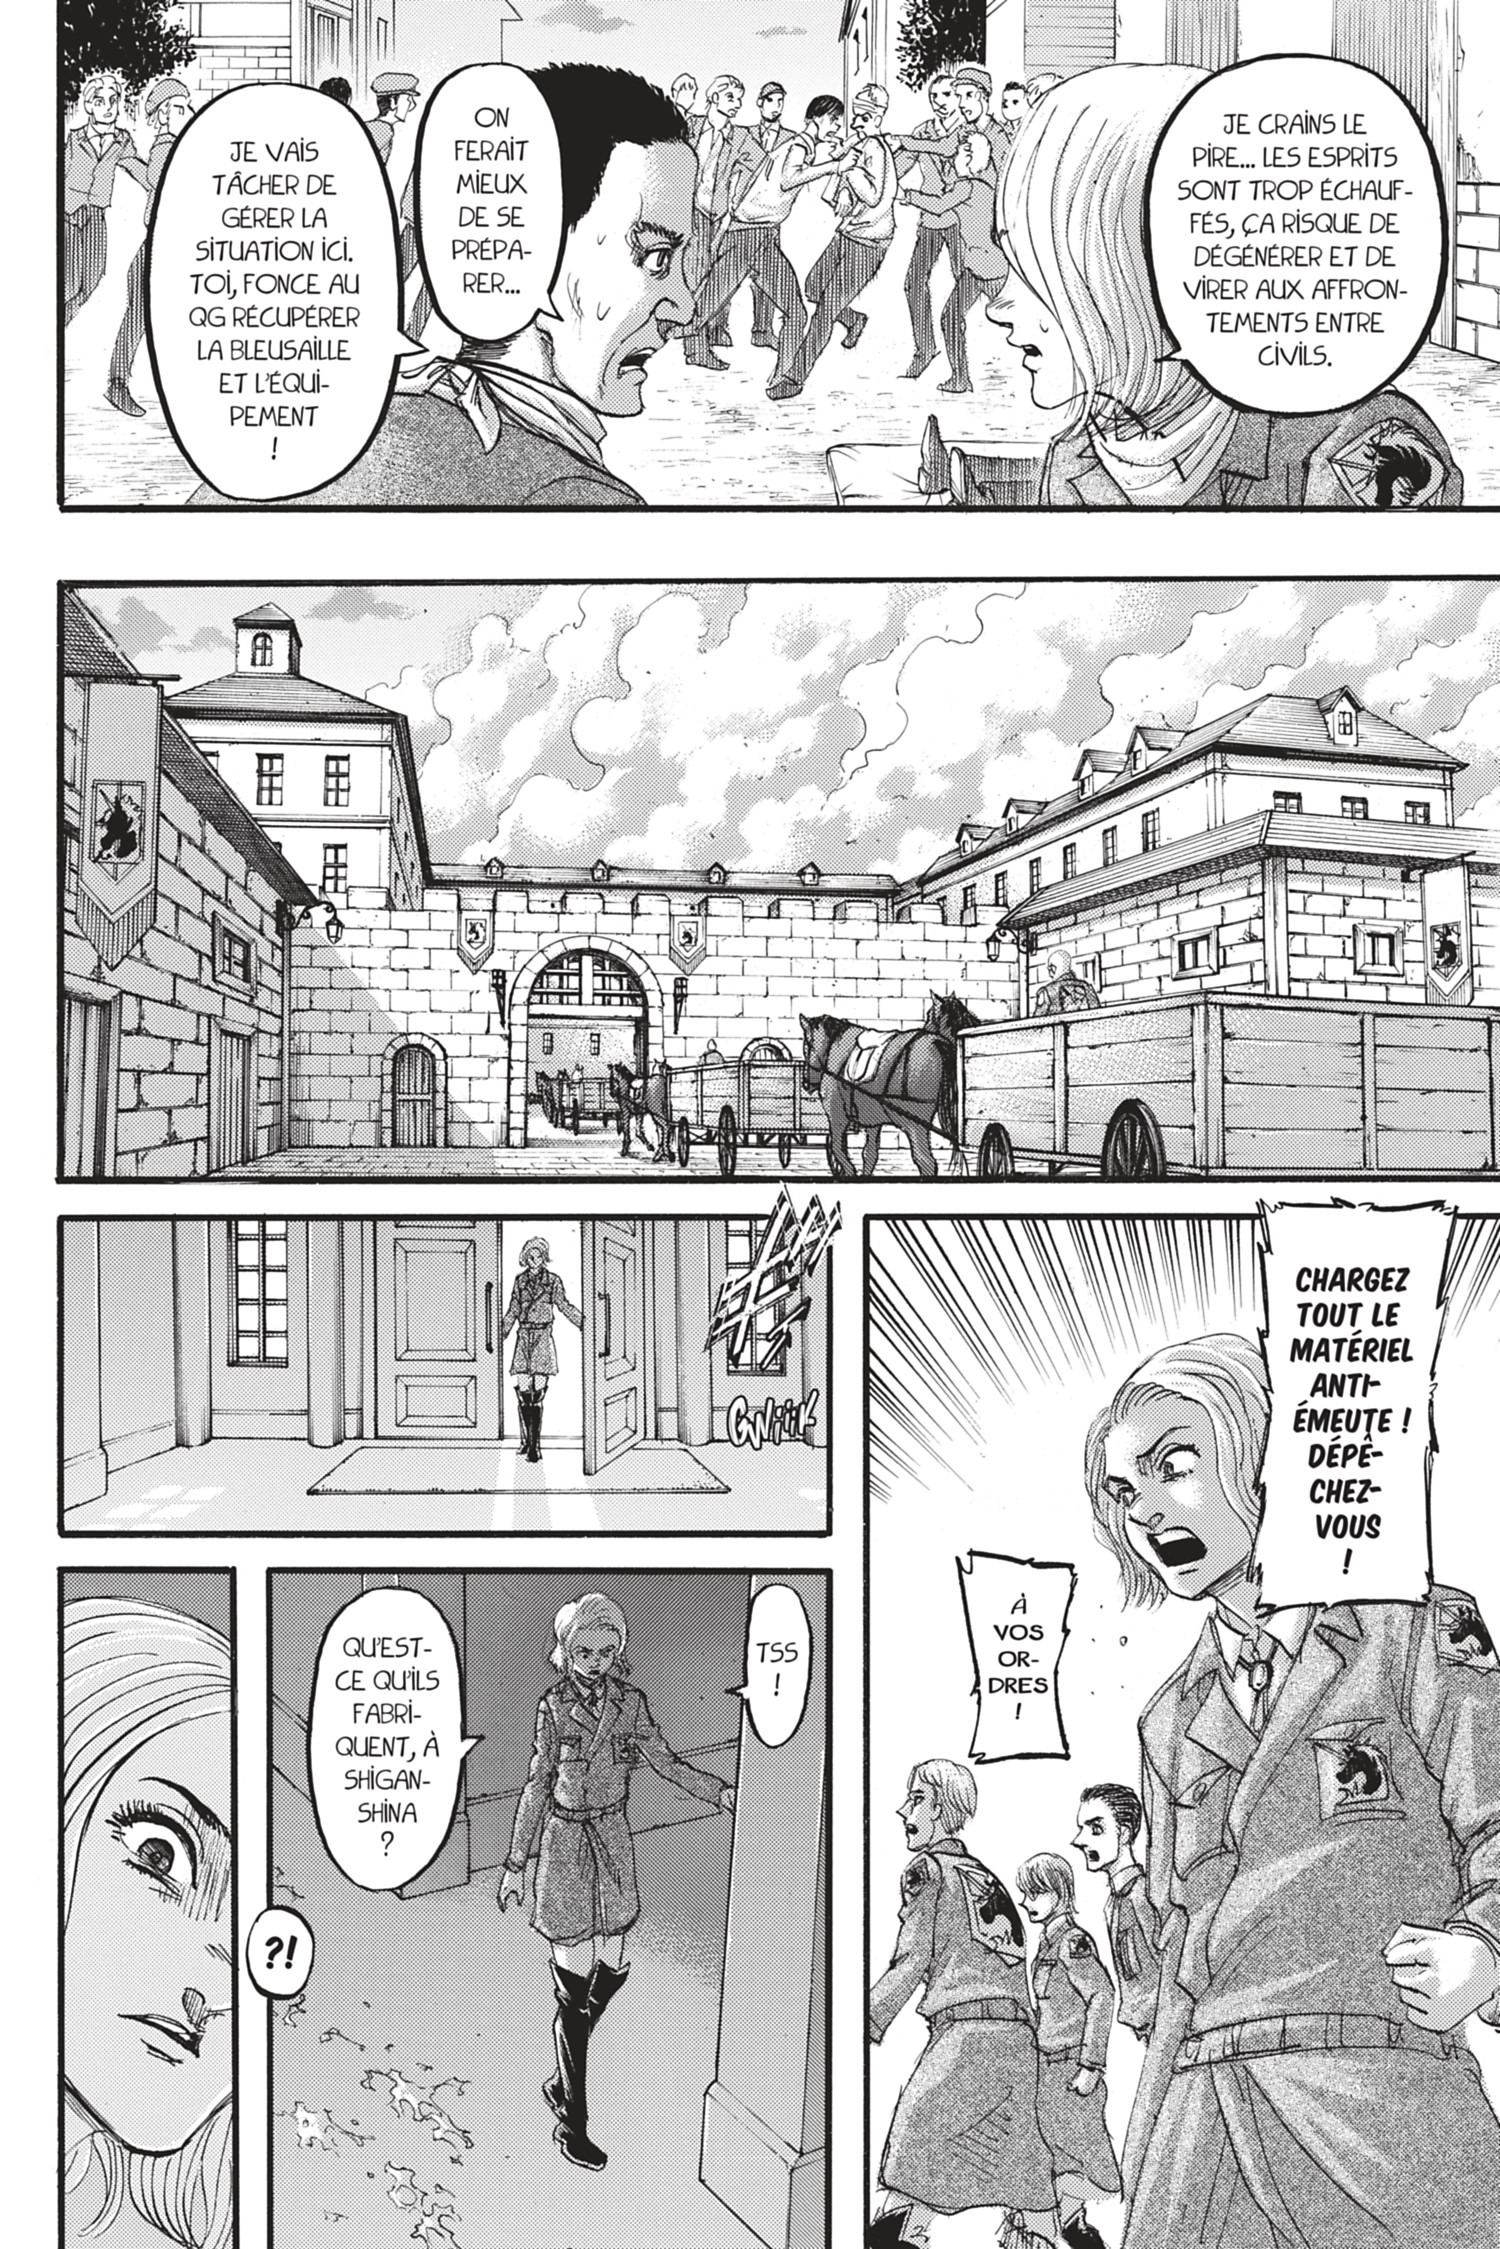 JE CRAINS LE
PIRE... LES ESPRITS
SONT TROP ÉCHAUF-
FÉS, ÇA RISQUE DE
DÉGÉNÉRER ET DE
VIRER AUX AFFRON-
TEMENTS ENTRE
CIVILS.
ON
FERAIT
MIEUX
DE SE
PRÉPA-
RER...
JE VAIS
TÂCHER DE
GÉRER LA
SITUATION ICI.
TOI, FONCE AU
QG RÉCUPÉRER
LA BLEUSAILLE
ET L'ÉQUI-
PEMENT
!
CHARGEZ
TOUT LE
MATÉRIEL
ANTI-
ÉMEUTE !
DÉPÊ-
CHEZ-
VOUS
!
À
VOS
OR-
DRES
!
GWiiiK
TSS
!
QU'EST-
CE QU'ILS
FABRI-
QUENT, À
SHIGAN-
SHINA
?
?!